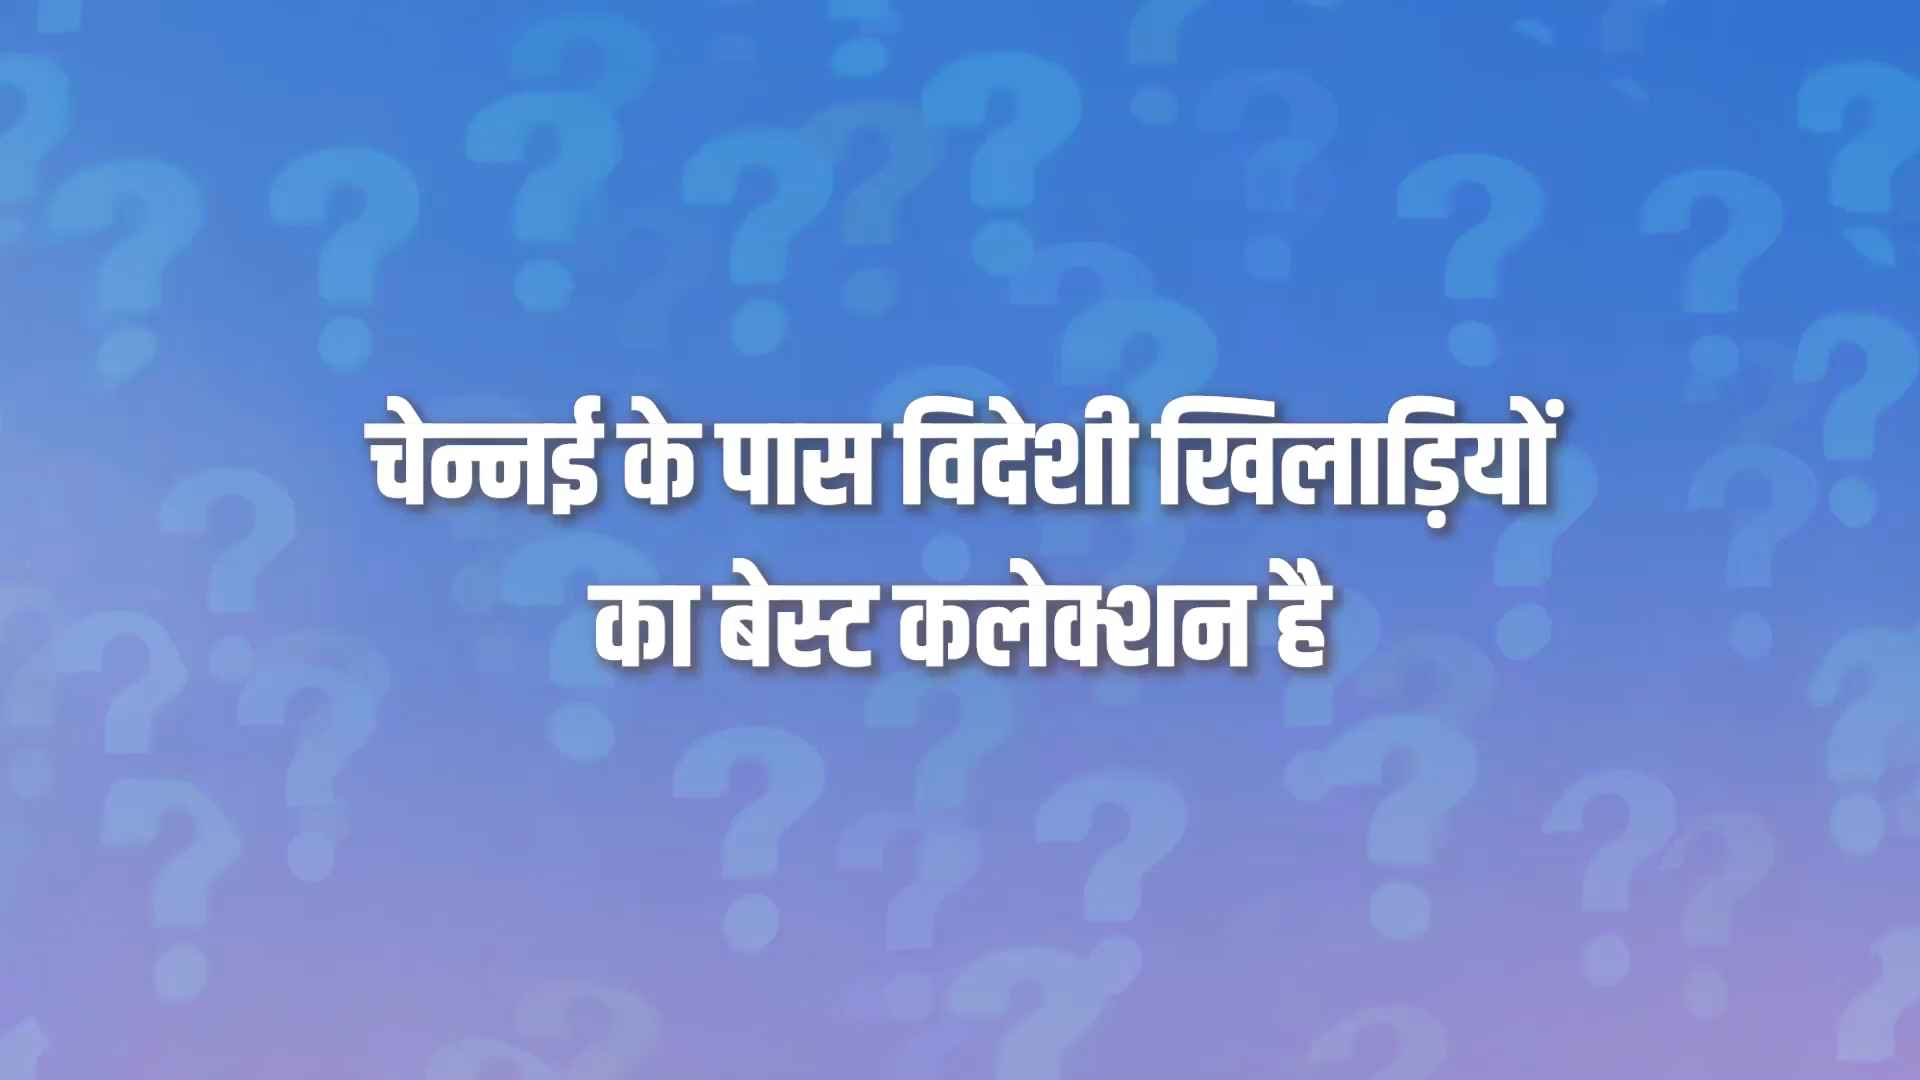 चेन्नई के पास विदेशी खिलाड़ियों
का बेस्ट कलेक्शन है